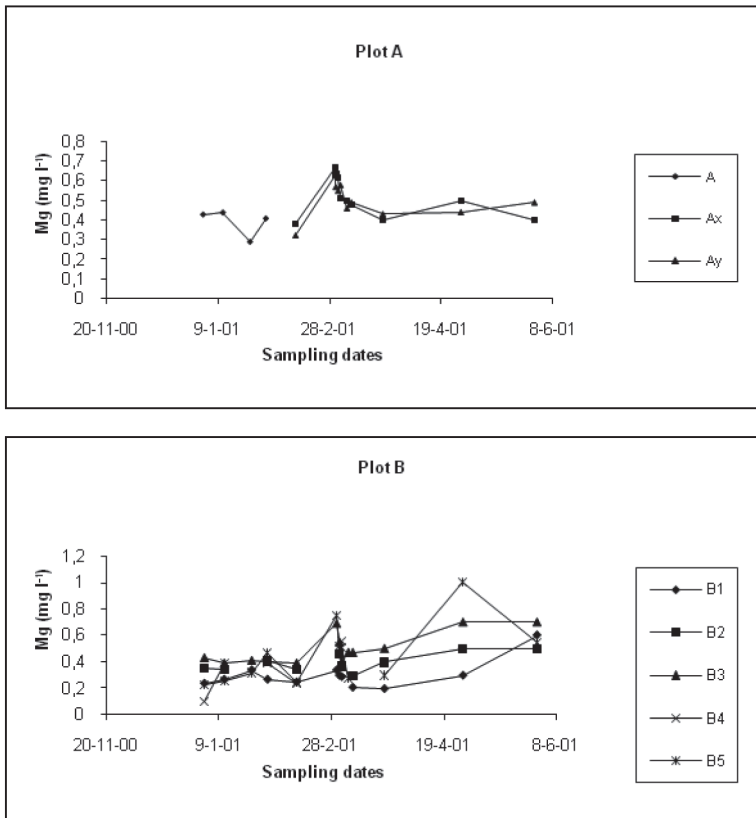 Plot A
0,8
0,7
0,6
0,5
0,4
0,3
0,2
0,1
0
Mg (mg l⁻¹)
20-11-00 9-1-01 28-2-01 19-4-01 8-6-01
Sampling dates
A
Ax
Ay
Plot B
1,2
1
0,8
0,6
0,4
0,2
0
Mg (mg l⁻¹)
20-11-00 9-1-01 28-2-01 19-4-01 8-6-01
Sampling dates
B1
B2
B3
B4
B5